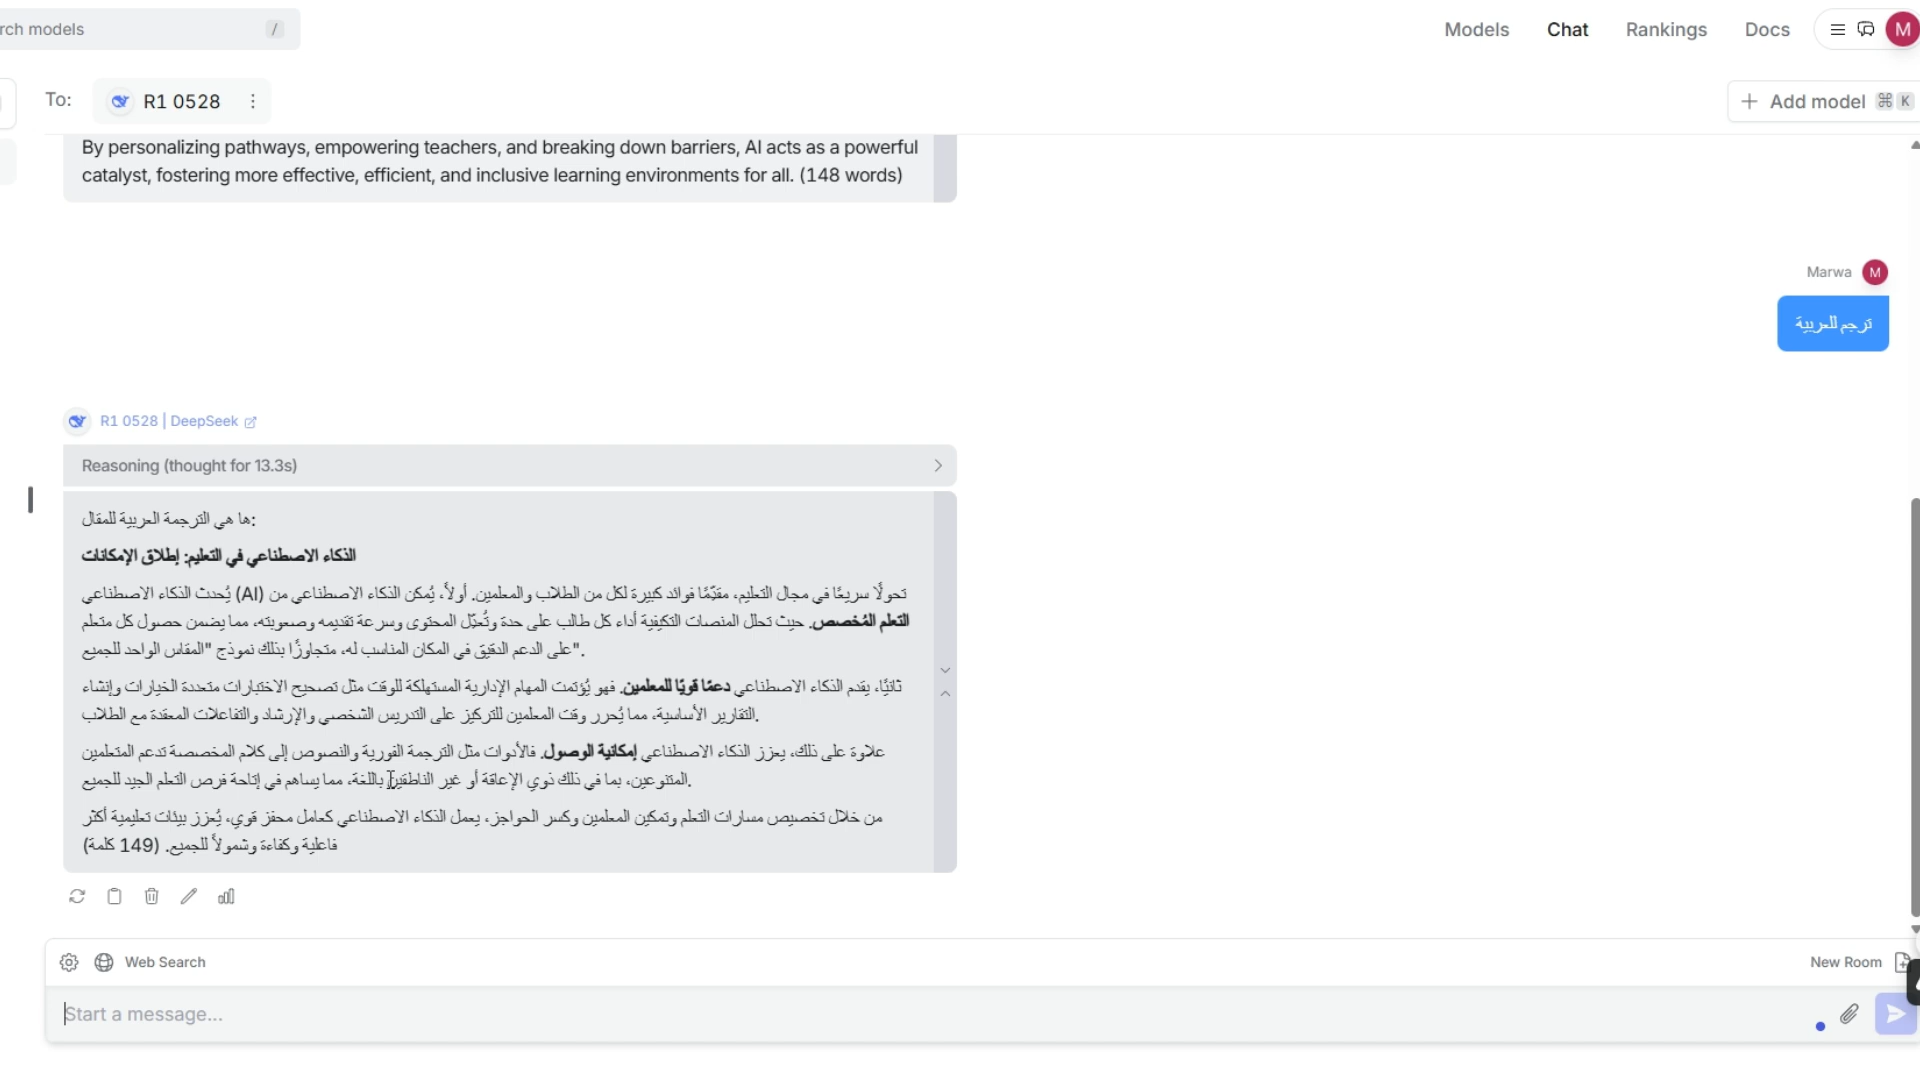 rch models
/
Models
Chat
Rankings
Docs
M
To:
R1 0528
Add model
⌘ K
By personalizing pathways, empowering teachers, and breaking down barriers, AI acts as a powerful
catalyst, fostering more effective, efficient, and inclusive learning environments for all. (148 words)
Marwa
M
ترجم للعربية
R1 0528 | DeepSeek
Reasoning (thought for 13.3s)
ها هي الترجمة العربية للمقال:
الذكاء الاصطناعي في التعليم: إطلاق الإمكانات
يُحدث الذكاء الاصطناعي (AI) تحولًا سريعًا في مجال التعليم، مقدّمًا فوائد كبيرة لكل من الطلاب والمعلمين. أولاً، يُمكن الذكاء الاصطناعي من
التعلم المُخصص. حيث تحلل المنصات التكيفية أداء كل طالب على حدة وتُعدّل المحتوى وسرعة تقديمه وصعوبته، مما يضمن حصول كل متعلم
على الدعم الدقيق في المكان المناسب له، متجاوزًا بذلك نموذج "المقاس الواحد للجميع".
ثانيًا، يقدم الذكاء الاصطناعي دعمًا قويًا للمعلمين. فهو يُؤتمت المهام الإدارية المستهلكة للوقت مثل تصحيح الاختبارات متعددة الخيارات وإنشاء
التقارير الأساسية، مما يُحرر وقت المعلمين للتركيز على التدريس الشخصي والإرشاد والتفاعلات المعقدة مع الطلاب.
علاوة على ذلك، يعزز الذكاء الاصطناعي إمكانية الوصول. فالأدوات مثل الترجمة الفورية والنصوص إلى كلام المخصصة تدعم المتعلمين
المتنوعين، بما في ذلك ذوي الإعاقة أو غير الناطقين باللغة، مما يساهم في إتاحة فرص التعلم الجيد للجميع.
من خلال تخصيص مسارات التعلم وتمكين المعلمين وكسر الحواجز، يعمل الذكاء الاصطناعي كعامل محفز قوي، يُعزز بيئات تعليمية أكثر
فاعلية وكفاءة وشمولاً للجميع. (149 كلمة)
Web Search
New Room
Start a message...